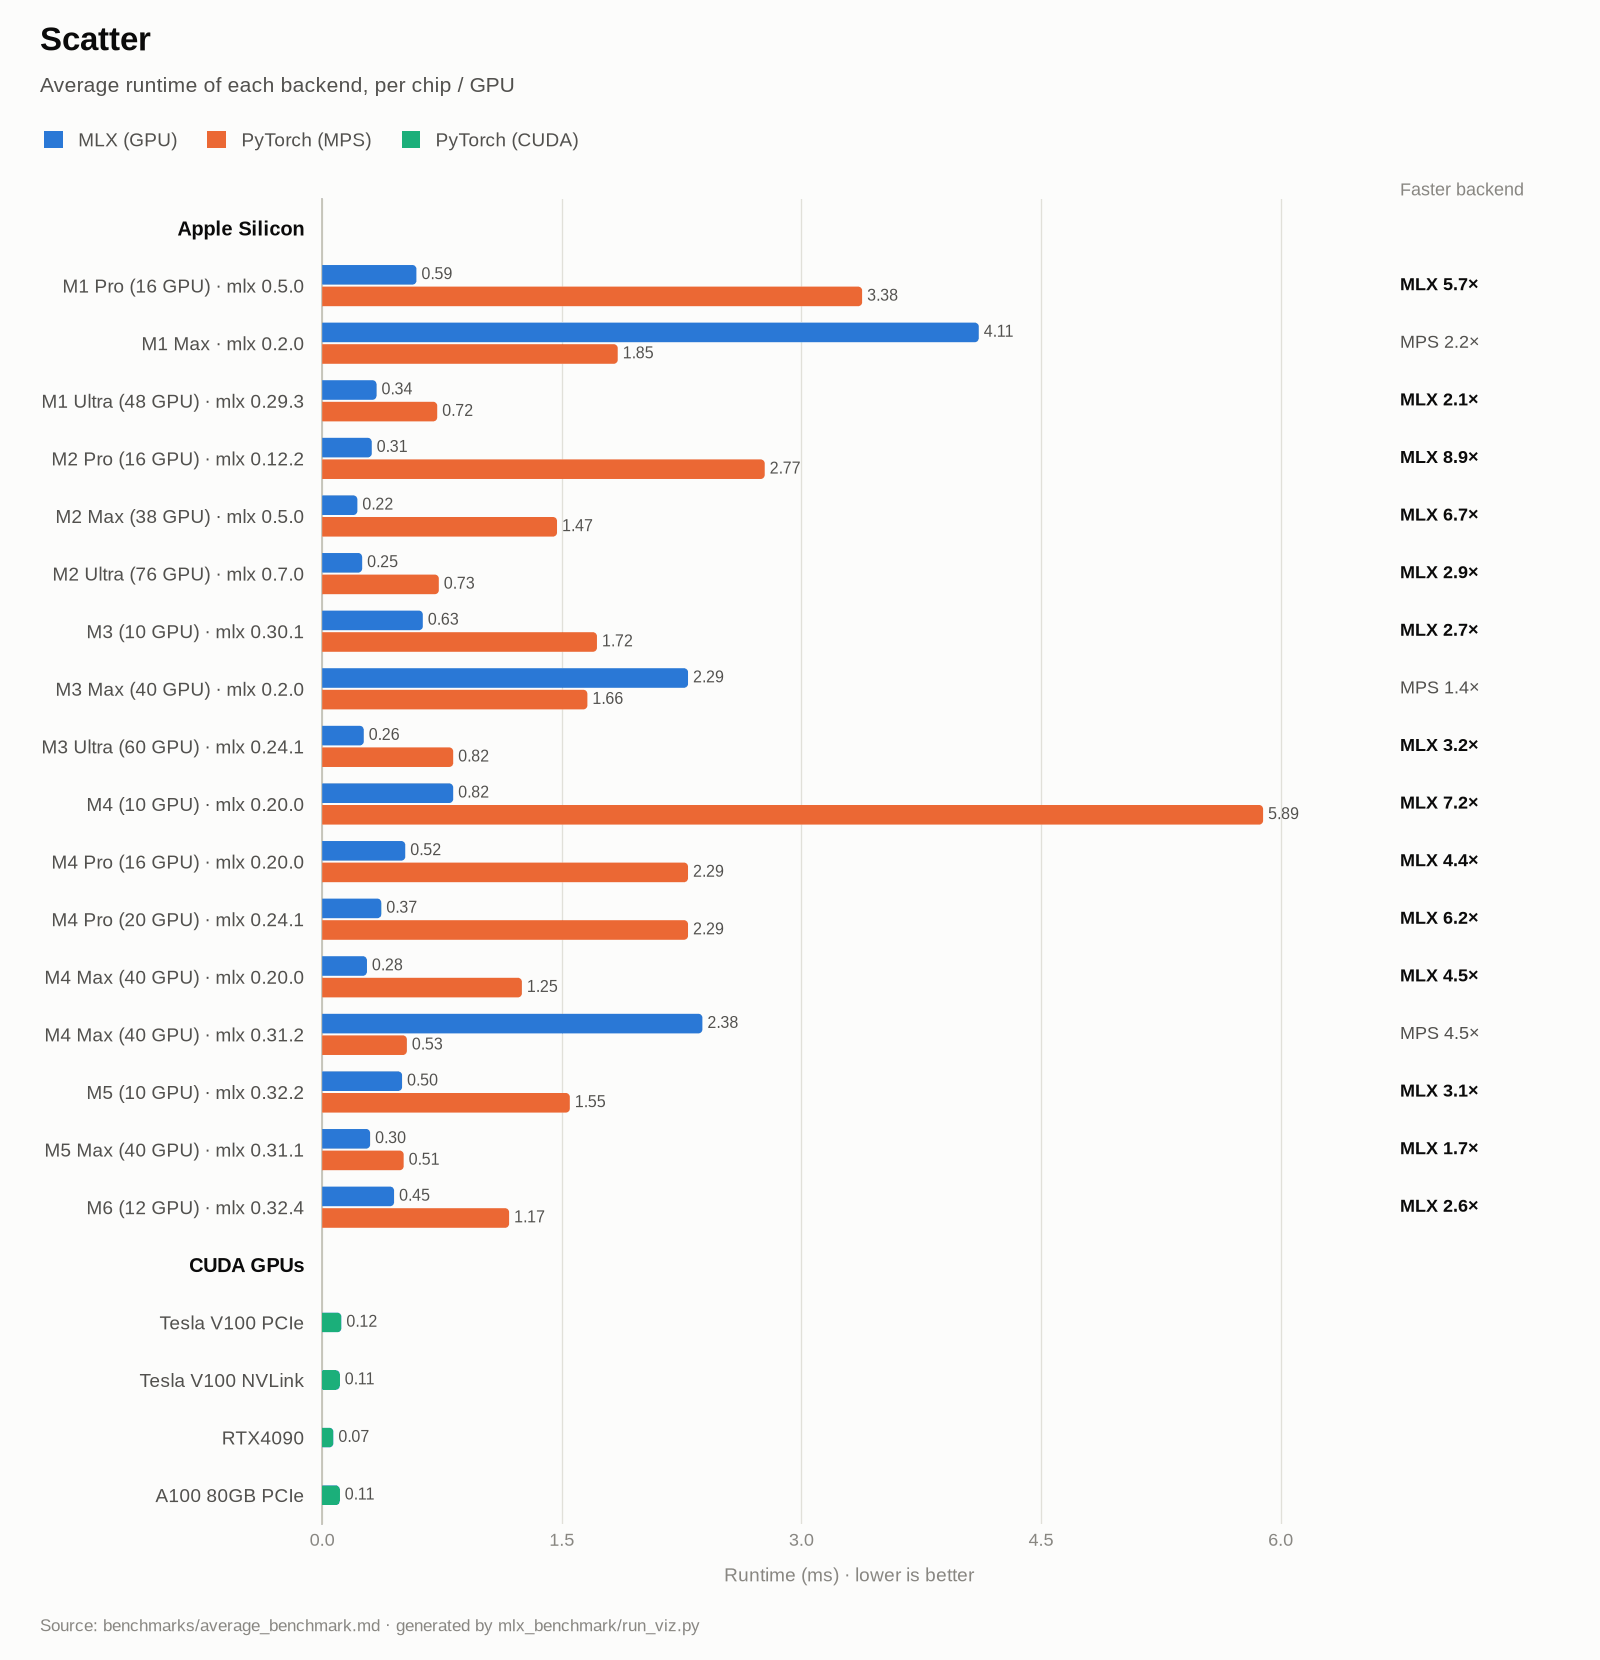 Scatter
Average runtime of each backend, per chip / GPU
MLX (GPU) PyTorch (MPS) PyTorch (CUDA)
Faster backend
Apple Silicon
M1 Pro (16 GPU) · mlx 0.5.0 0.59 3.38 MLX 5.7×
M1 Max · mlx 0.2.0 4.11 1.85 MPS 2.2×
M1 Ultra (48 GPU) · mlx 0.29.3 0.34 0.72 MLX 2.1×
M2 Pro (16 GPU) · mlx 0.12.2 0.31 2.77 MLX 8.9×
M2 Max (38 GPU) · mlx 0.5.0 0.22 1.47 MLX 6.7×
M2 Ultra (76 GPU) · mlx 0.7.0 0.25 0.73 MLX 2.9×
M3 (10 GPU) · mlx 0.30.1 0.63 1.72 MLX 2.7×
M3 Max (40 GPU) · mlx 0.2.0 2.29 1.66 MPS 1.4×
M3 Ultra (60 GPU) · mlx 0.24.1 0.26 0.82 MLX 3.2×
M4 (10 GPU) · mlx 0.20.0 0.82 5.89 MLX 7.2×
M4 Pro (16 GPU) · mlx 0.20.0 0.52 2.29 MLX 4.4×
M4 Pro (20 GPU) · mlx 0.24.1 0.37 2.29 MLX 6.2×
M4 Max (40 GPU) · mlx 0.20.0 0.28 1.25 MLX 4.5×
M4 Max (40 GPU) · mlx 0.31.2 2.38 0.53 MPS 4.5×
M5 (10 GPU) · mlx 0.32.2 0.50 1.55 MLX 3.1×
M5 Max (40 GPU) · mlx 0.31.1 0.30 0.51 MLX 1.7×
M6 (12 GPU) · mlx 0.32.4 0.45 1.17 MLX 2.6×
CUDA GPUs
Tesla V100 PCIe 0.12
Tesla V100 NVLink 0.11
RTX4090 0.07
A100 80GB PCIe 0.11
0.0 1.5 3.0 4.5 6.0
Runtime (ms) · lower is better
Source: benchmarks/average_benchmark.md · generated by mlx_benchmark/run_viz.py